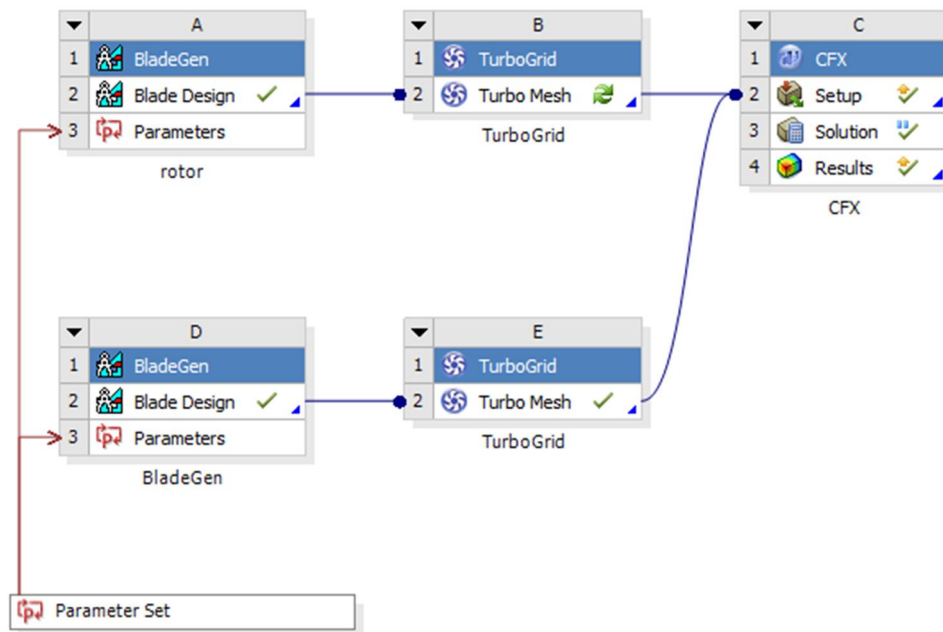 A
1 BladeGen
2 Blade Design
3 Parameters
rotor
B
1 TurboGrid
2 Turbo Mesh
TurboGrid
C
1 CFX
2 Setup
3 Solution
4 Results
CFX
D
1 BladeGen
2 Blade Design
3 Parameters
BladeGen
E
1 TurboGrid
2 Turbo Mesh
TurboGrid
Parameter Set